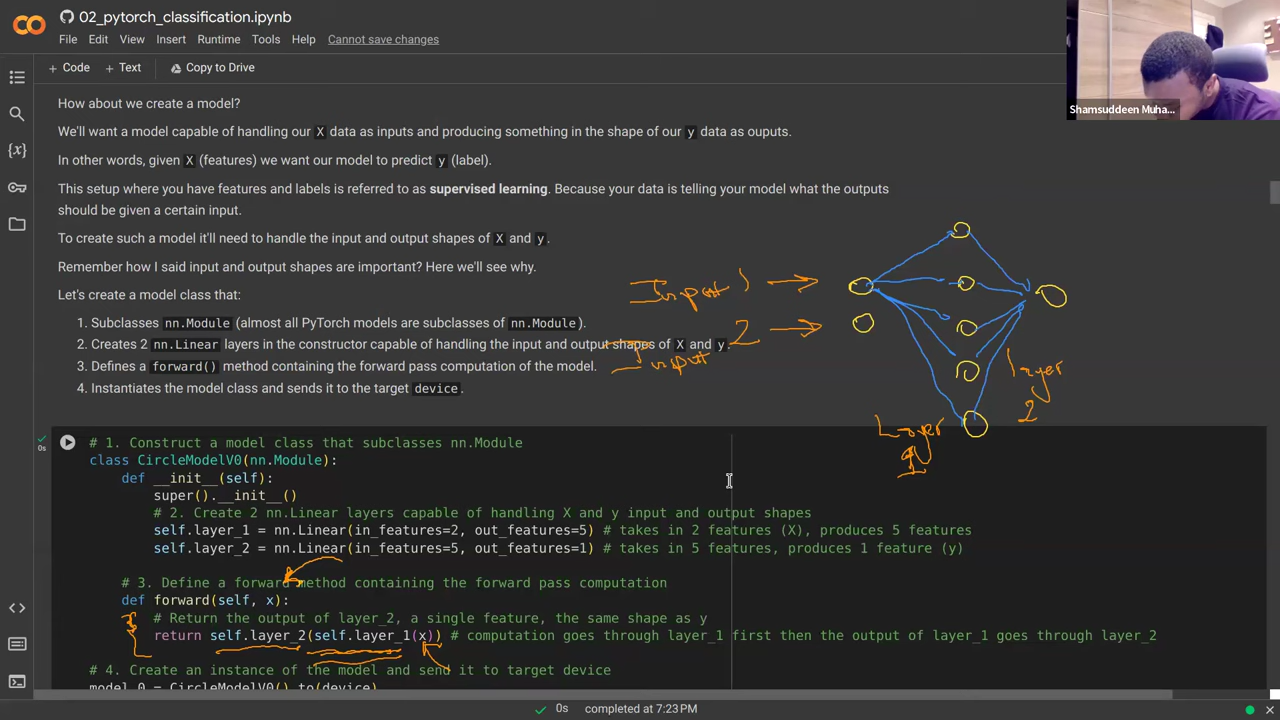 02_pytorch_classification.ipynb
File Edit View Insert Runtime Tools Help Cannot save changes
+ Code + Text Copy to Drive
Shamsuddeen Muha...
How about we create a model?
We'll want a model capable of handling our X data as inputs and producing something in the shape of our y data as ouputs.
In other words, given X (features) we want our model to predict y (label).
This setup where you have features and labels is referred to as supervised learning. Because your data is telling your model what the outputs
should be given a certain input.
To create such a model it'll need to handle the input and output shapes of X and y.
Remember how I said input and output shapes are important? Here we'll see why.
Let's create a model class that:
1. Subclasses nn.Module (almost all PyTorch models are subclasses of nn.Module).
2. Creates 2 nn.Linear layers in the constructor capable of handling the input and output shapes of X and y.
3. Defines a forward() method containing the forward pass computation of the model.
4. Instantiates the model class and sends it to the target device.
Input 1
Input 2
Layer 1
layer 2
0s
# 1. Construct a model class that subclasses nn.Module
class CircleModelV0(nn.Module):
def __init__(self):
super().__init__()
# 2. Create 2 nn.Linear layers capable of handling X and y input and output shapes
self.layer_1 = nn.Linear(in_features=2, out_features=5) # takes in 2 features (X), produces 5 features
self.layer_2 = nn.Linear(in_features=5, out_features=1) # takes in 5 features, produces 1 feature (y)
# 3. Define a forward method containing the forward pass computation
def forward(self, x):
# Return the output of layer_2, a single feature, the same shape as y
return self.layer_2(self.layer_1(x)) # computation goes through layer_1 first then the output of layer_1 goes through layer_2
# 4. Create an instance of the model and send it to target device
model_0 = CircleModelV0().to(device)
0s completed at 7:23 PM